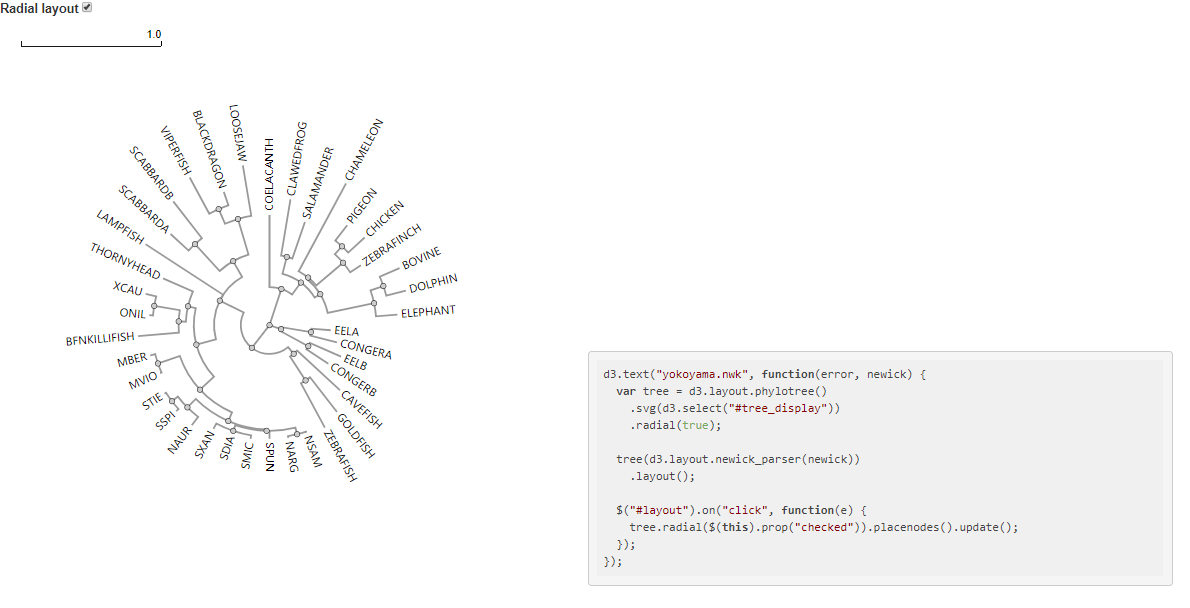 Radial layout
1.0
LOOSEJAW
BLACKDRAGON
VIPERFISH
SCABBARDB
SCABBARDA
LAMPFISH
THORNYHEAD
XCAU
ONIL
BFNKILLIFISH
MBER
MVIO
STIE
SSPI
NAUR
SXAN
SDIA
SMIC
SPUN
NARG
NSAM
ZEBRAFISH
GOLDFISH
CAVEFISH
CONGERB
EELB
CONGERA
EELA
ELEPHANT
DOLPHIN
BOVINE
ZEBRAFINCH
CHICKEN
PIGEON
CHAMELEON
SALAMANDER
CLAWEDFROG
COELACANTH
d3.text("yokoyama.nwk", function(error, newick) {
  var tree = d3.layout.phylotree()
    .svg(d3.select("#tree_display"))
    .radial(true);
  tree(d3.layout.newick_parser(newick))
    .layout();
  $("#layout").on("click", function(e) {
    tree.radial($(this).prop("checked")).placenodes().update();
  });
});